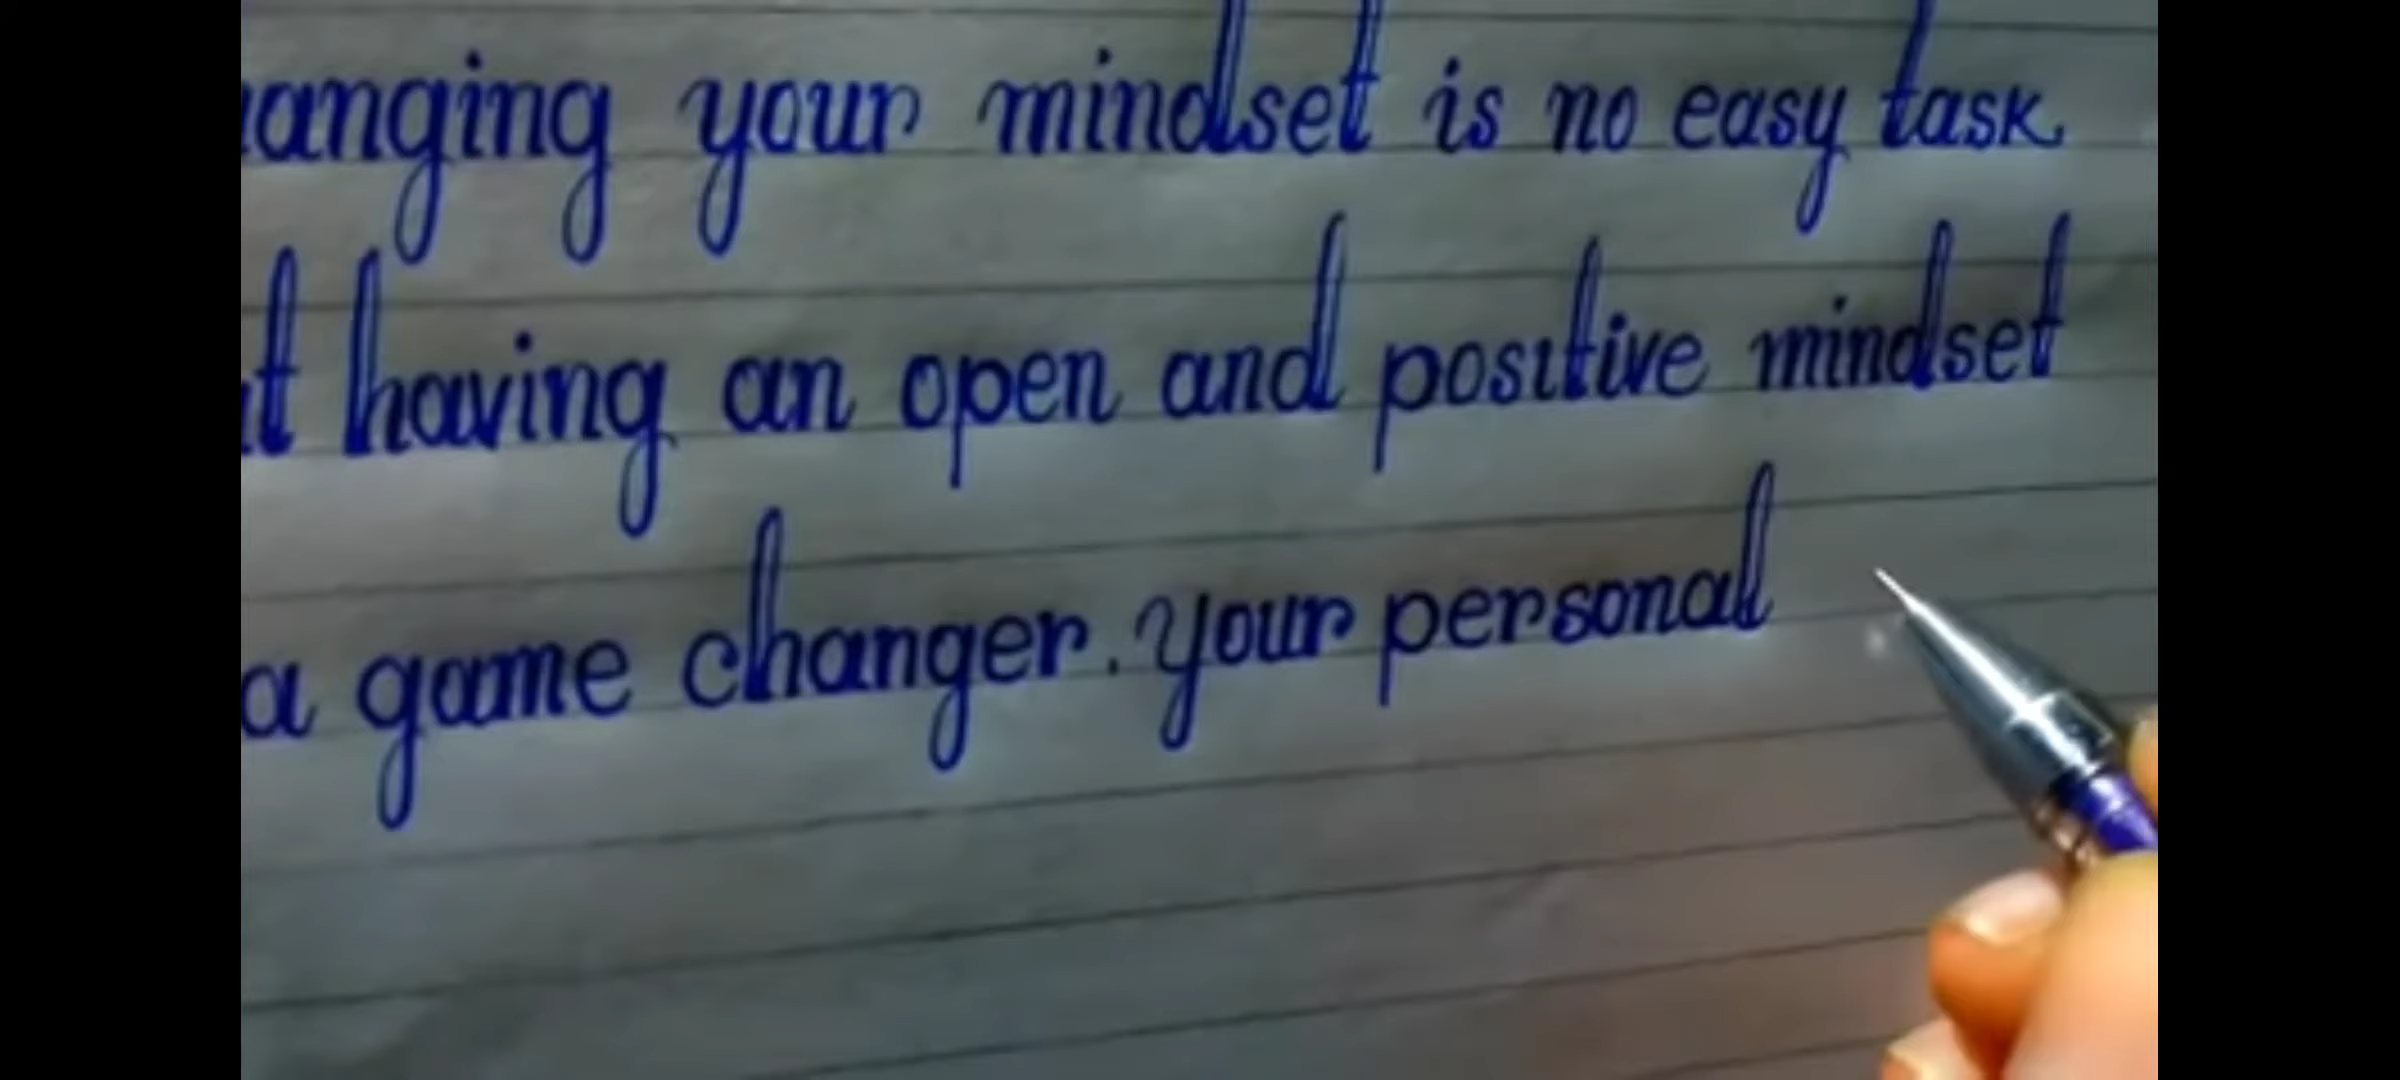 anging your mindset is no easy task
t having an open and positive mindset
a game changer. your personal